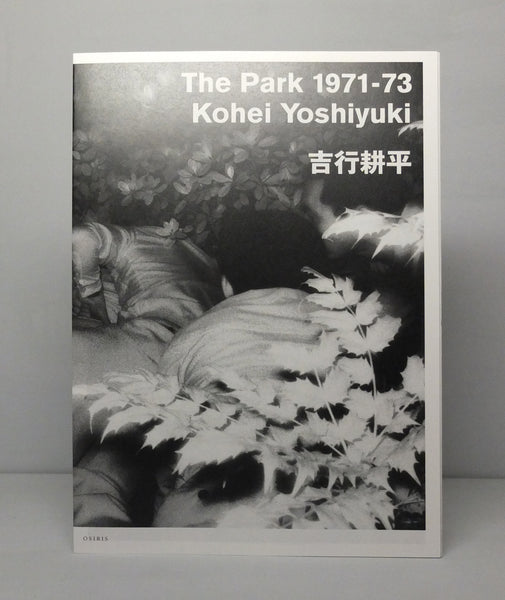 The Park 1971-73
Kohei Yoshiyuki
吉行耕平
OSIRIS